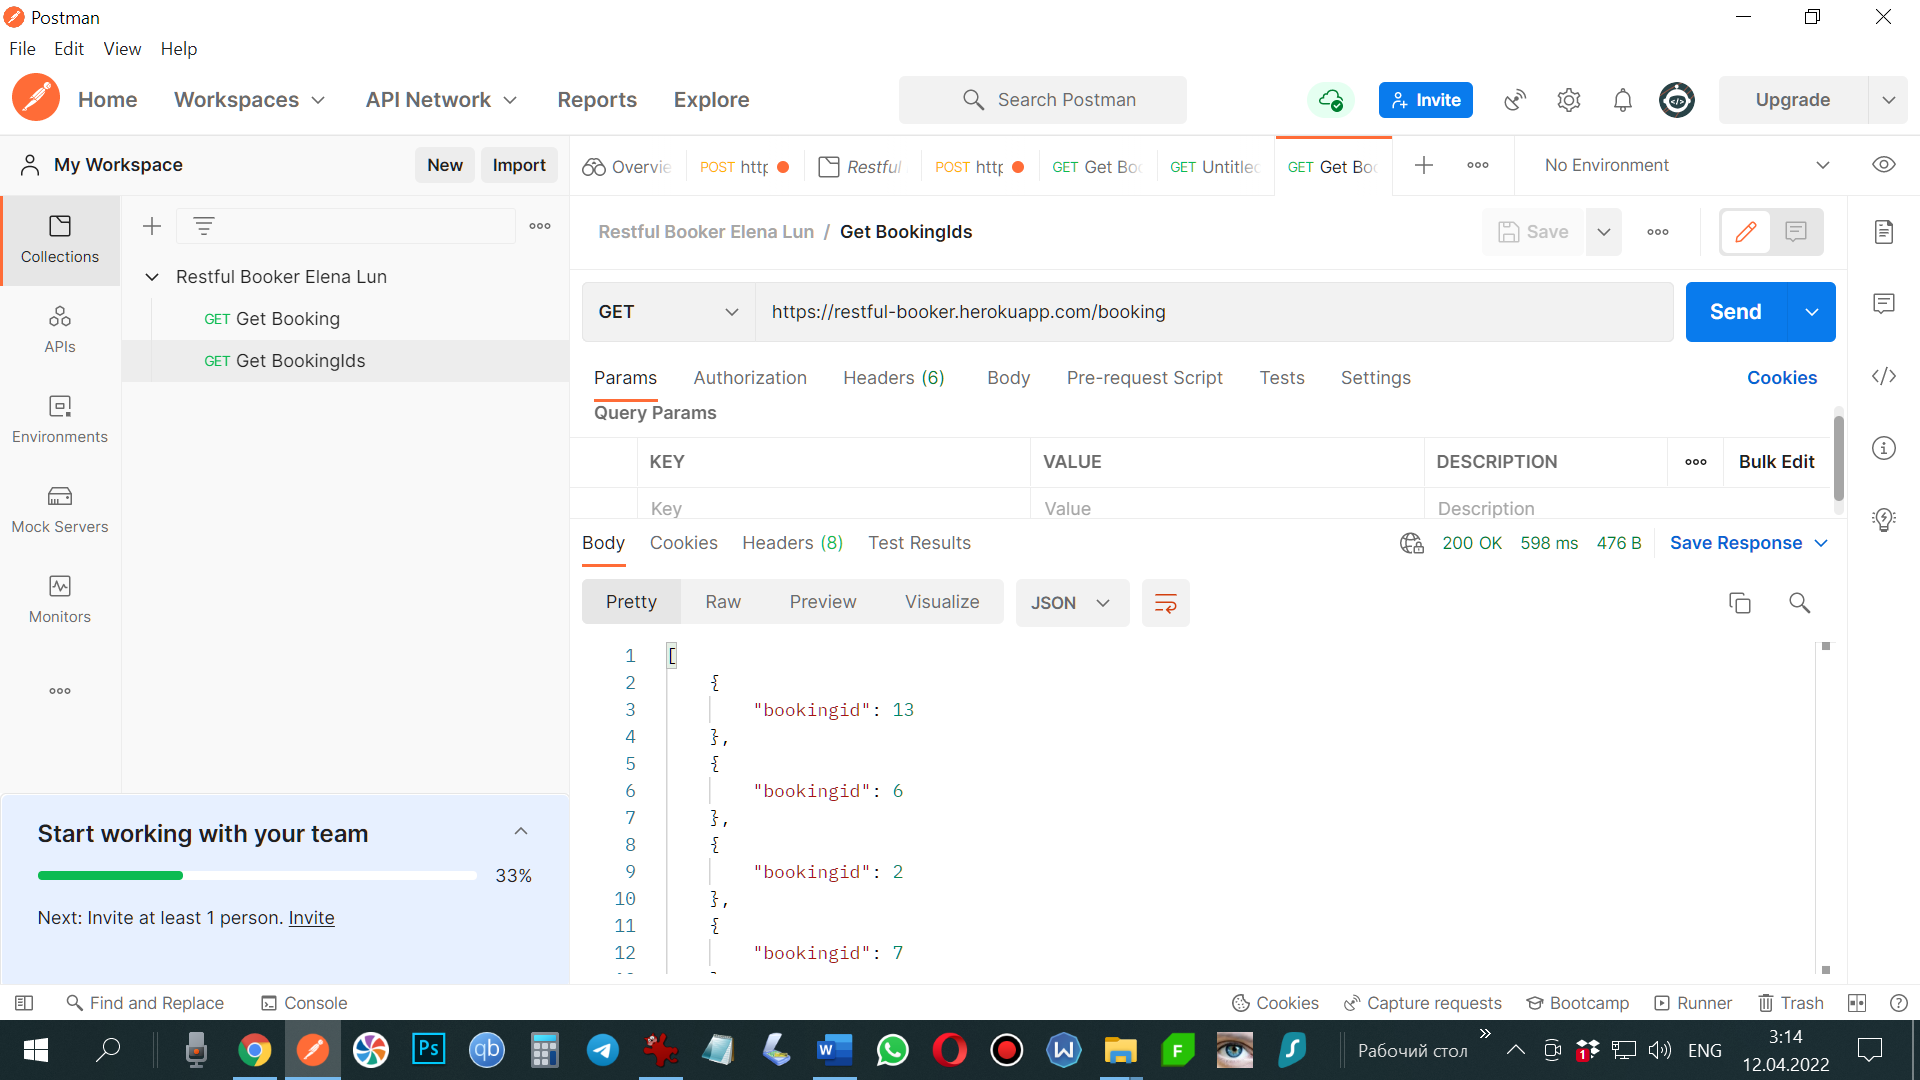 Postman
File Edit View Help
Home Workspaces API Network Reports Explore Search Postman Invite Upgrade
My Workspace New Import
Overvie POST http Restful POST http GET Get Boo GET Untitled GET Get Boo No Environment
Collections
APIs
Environments
Mock Servers
Monitors
Restful Booker Elena Lun
GET Get Booking
GET Get BookingIds
Restful Booker Elena Lun / Get BookingIds Save
GET https://restful-booker.herokuapp.com/booking Send
Params Authorization Headers (6) Body Pre-request Script Tests Settings Cookies
Query Params
KEY VALUE DESCRIPTION Bulk Edit
Key Value Description
Body Cookies Headers (8) Test Results 200 OK 598 ms 476 B Save Response
Pretty Raw Preview Visualize JSON
1 [
2 {
3 "bookingid": 13
4 },
5 {
6 "bookingid": 6
7 },
8 {
9 "bookingid": 2
10 },
11 {
12 "bookingid": 7
Start working with your team
33%
Next: Invite at least 1 person. Invite
Find and Replace Console Cookies Capture requests Bootcamp Runner Trash
Ps qb W F Рабочий стол » 1 ENG 3:14
12.04.2022